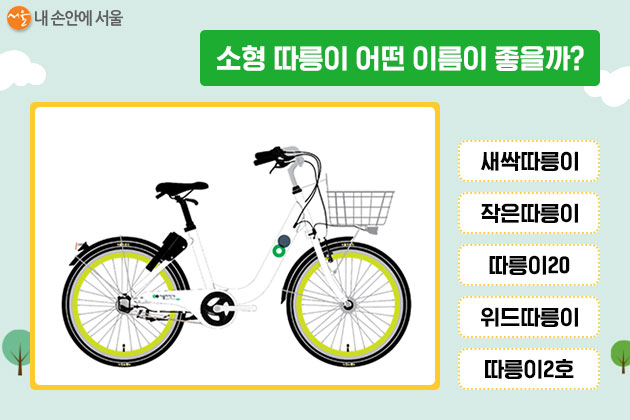 서울 내 손안에 서울
소형 따릉이 어떤 이름이 좋을까?
새싹따릉이
작은따릉이
따릉이20
위드따릉이
따릉이2호